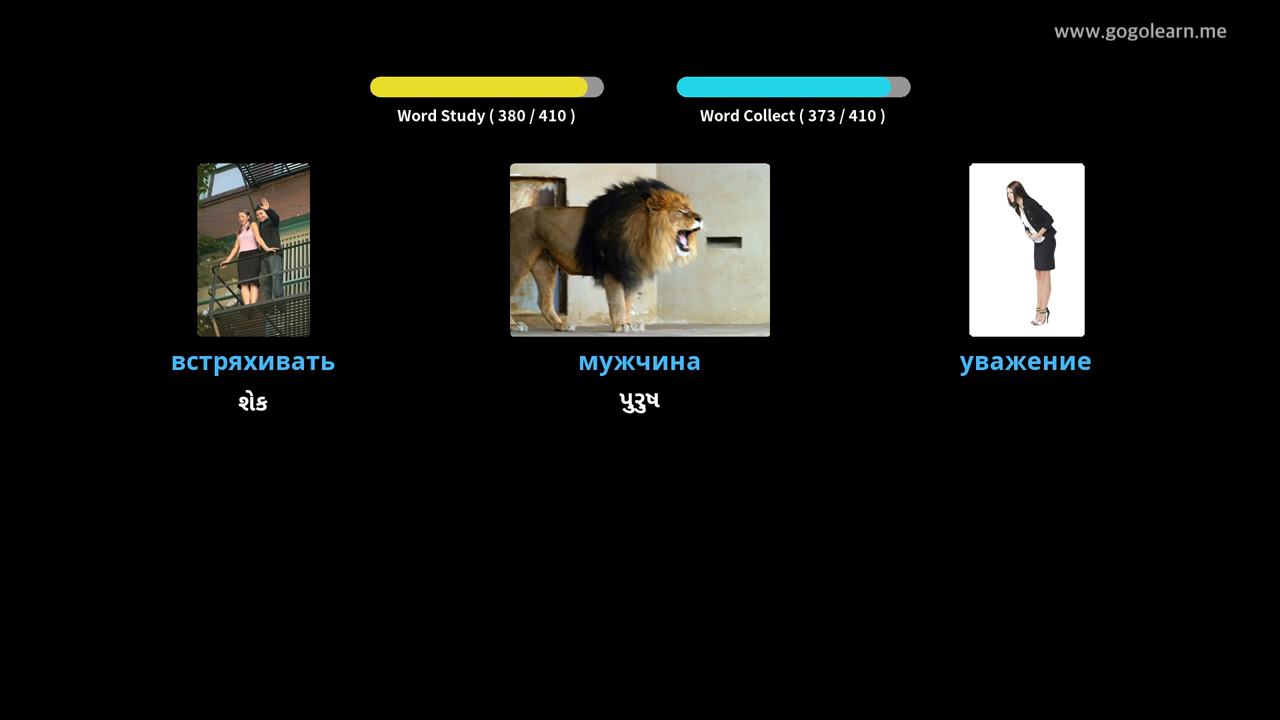 www.gogolearn.me
Word Study ( 380 / 410 )
Word Collect ( 373 / 410 )
встряхивать
мужчина
уважение
શેક
પુરુષ